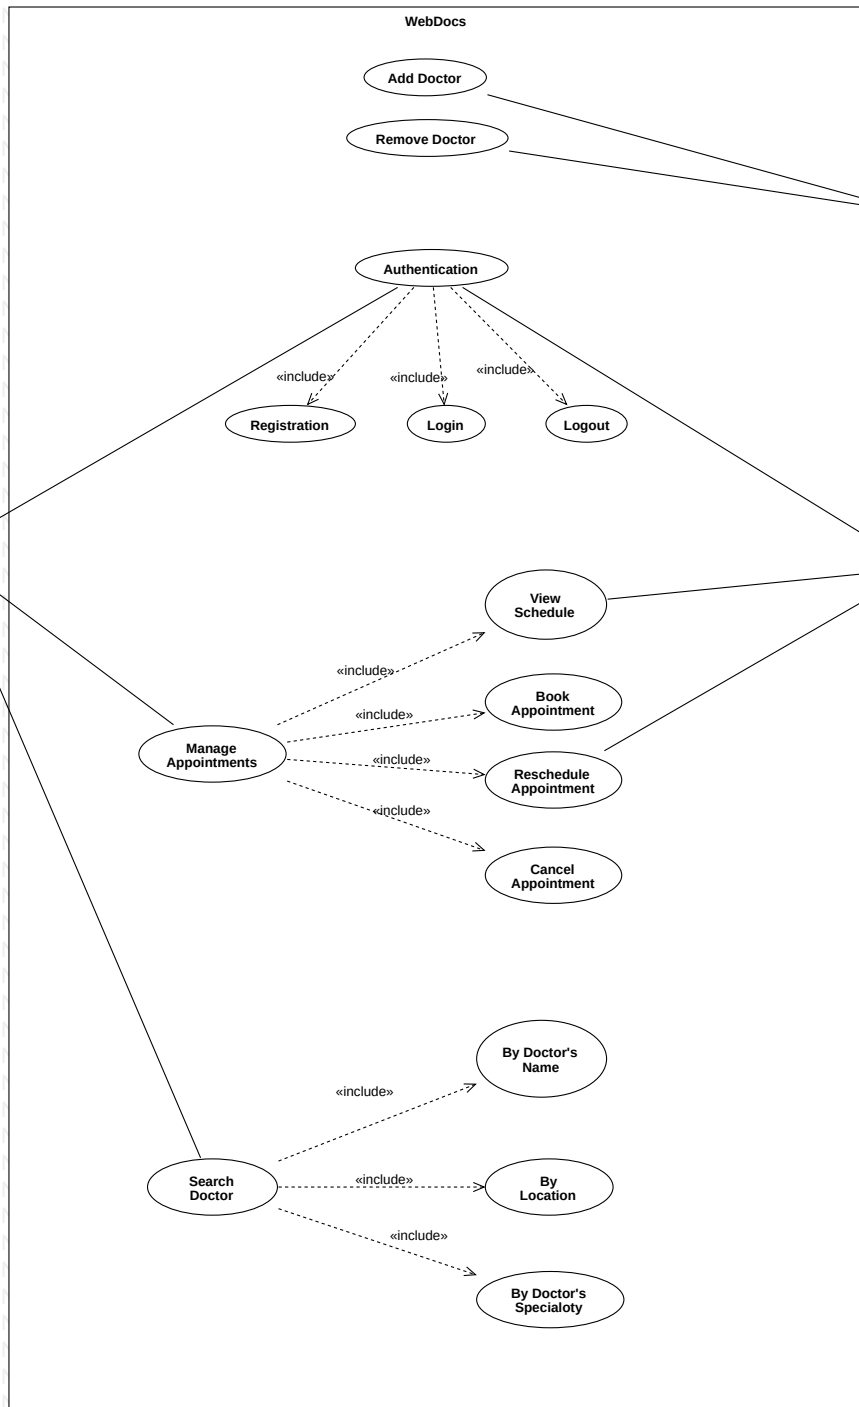 WebDocs
Add Doctor
Remove Doctor
Authentication
«include»
«include»
«include»
Registration
Login
Logout
View
Schedule
«include»
Book
Appointment
«include»
Manage
Appointments
«include»
Reschedule
Appointment
«include»
Cancel
Appointment
By Doctor's
Name
«include»
Search
Doctor
«include»
By
Location
«include»
By Doctor's
Specialoty